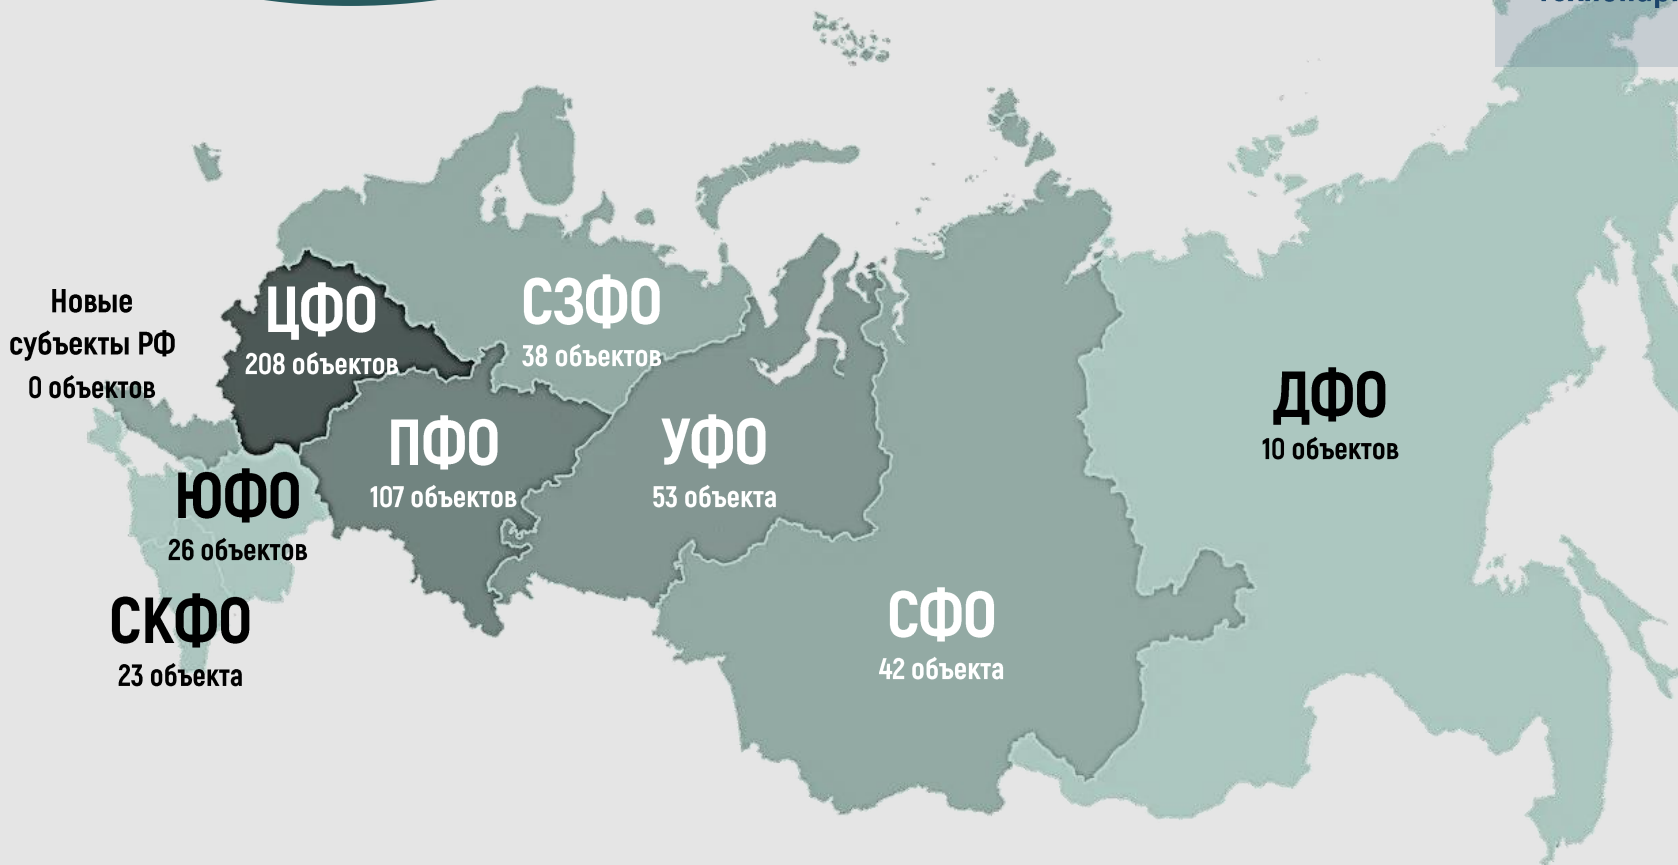 Новые
субъекты РФ
0 объектов
ЦФО
208 объектов
СЗФО
38 объектов
ПФО
107 объектов
УФО
53 объекта
ДФО
10 объектов
ЮФО
26 объектов
СКФО
23 объекта
СФО
42 объекта